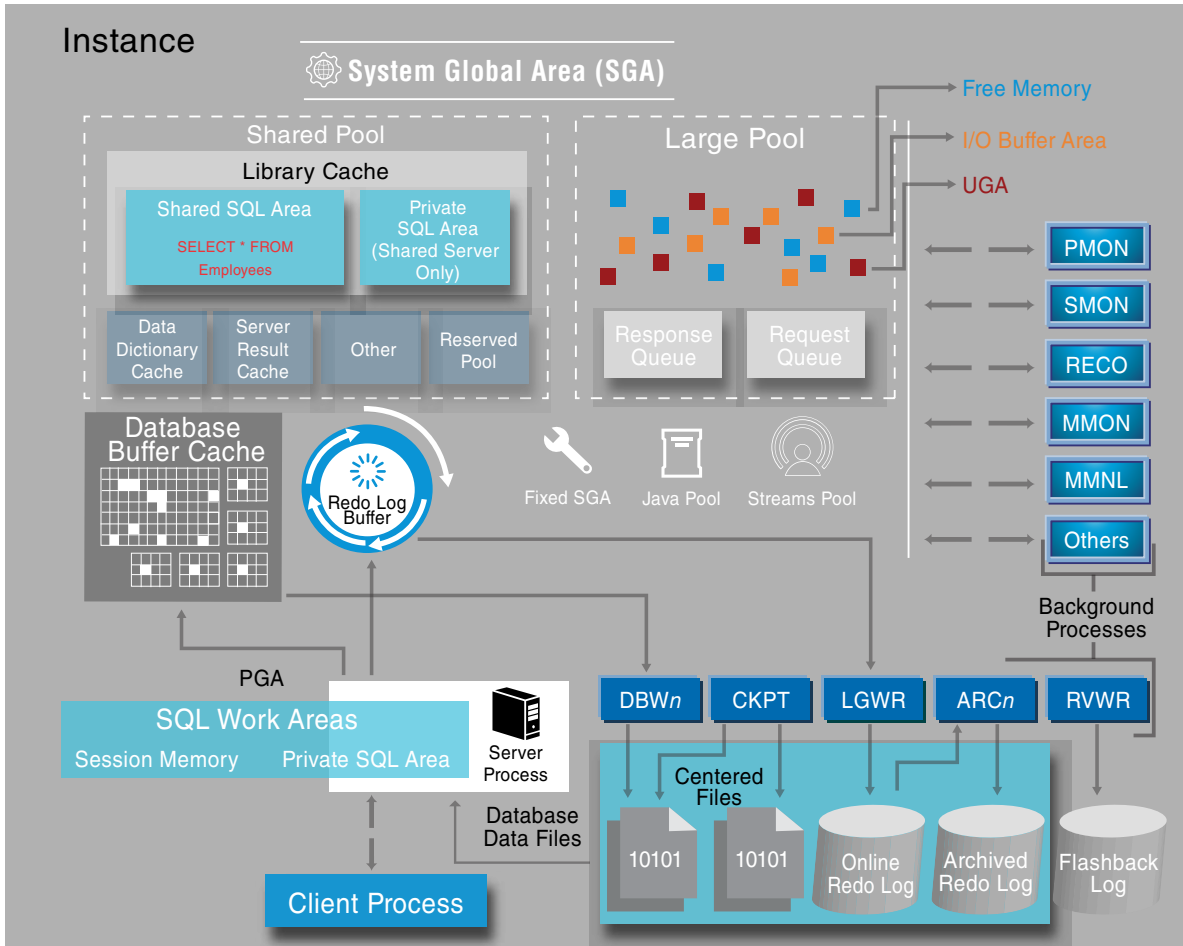 Instance
System Global Area (SGA)
Shared Pool
Library Cache
Shared SQL Area
SELECT * FROM
Employees
Private
SQL Area
(Shared Server
Only)
Data
Dictionary
Cache
Server
Result
Cache
Other
Reserved
Pool
Large Pool
Response
Queue
Request
Queue
Free Memory
I/O Buffer Area
UGA
Database
Buffer Cache
Redo Log
Buffer
Fixed SGA
Java Pool
Streams Pool
PMON
SMON
RECO
MMON
MMNL
Others
Background
Processes
PGA
SQL Work Areas
Session Memory
Private SQL Area
Server
Process
DBWn
CKPT
LGWR
ARCn
RVWR
Database
Data Files
Centered
Files
10101
10101
Online
Redo Log
Archived
Redo Log
Flashback
Log
Client Process